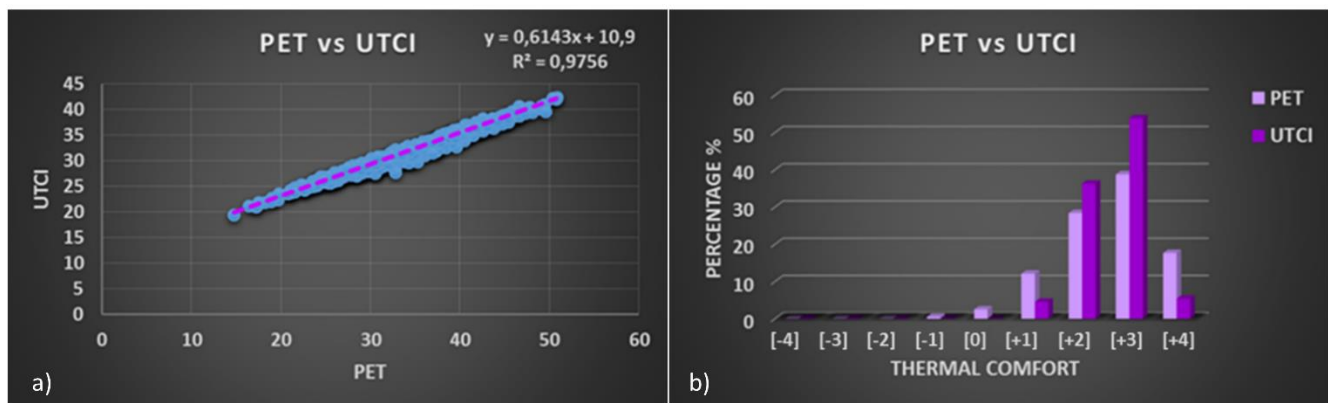 PET vs UTCI
y = 0,6143x + 10,9
R² = 0,9756
45
40
35
30
25
20
15
10
5
0
UTCI
0 10 20 30 40 50 60
PET
a)
PET vs UTCI
PET
UTCI
60
50
40
30
20
10
0
PERCENTAGE %
[-4] [-3] [-2] [-1] [0] [+1] [+2] [+3] [+4]
THERMAL COMFORT
b)